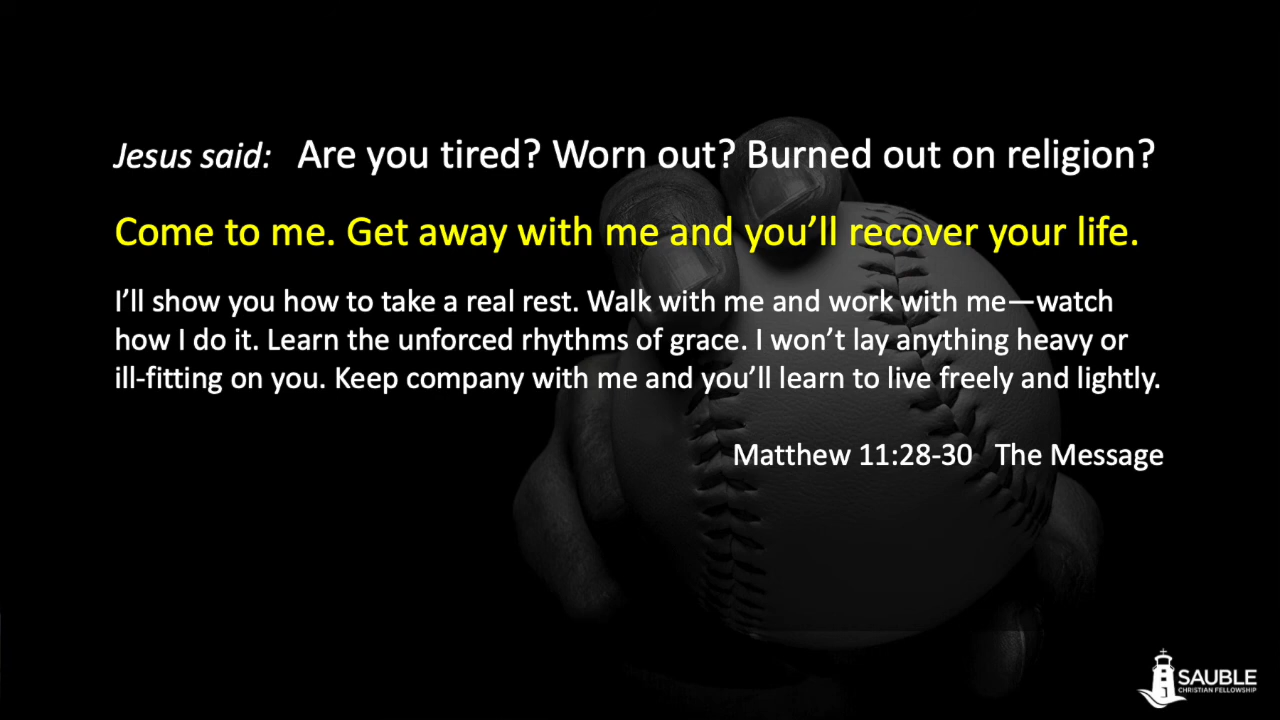 Jesus said: Are you tired? Worn out? Burned out on religion?
Come to me. Get away with me and you’ll recover your life.
I’ll show you how to take a real rest. Walk with me and work with me—watch
how I do it. Learn the unforced rhythms of grace. I won’t lay anything heavy or
ill-fitting on you. Keep company with me and you’ll learn to live freely and lightly.
Matthew 11:28-30 The Message
SAUBLE
CHRISTIAN FELLOWSHIP